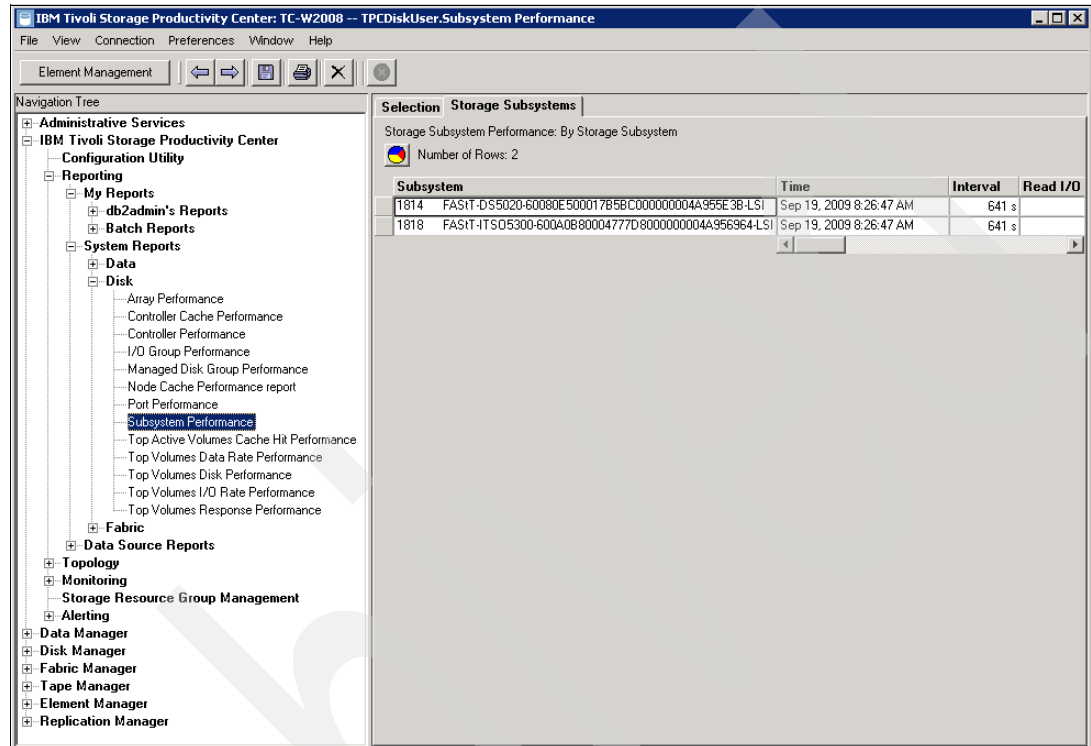 IBM Tivoli Storage Productivity Center: TC-W2008 -- TPCDiskUser.Subsystem Performance
File View Connection Preferences Window Help
Element Management
Navigation Tree
Administrative Services
IBM Tivoli Storage Productivity Center
Configuration Utility
Reporting
My Reports
db2admin's Reports
Batch Reports
System Reports
Data
Disk
Array Performance
Controller Cache Performance
Controller Performance
I/O Group Performance
Managed Disk Group Performance
Node Cache Performance report
Port Performance
Subsystem Performance
Top Active Volumes Cache Hit Performance
Top Volumes Data Rate Performance
Top Volumes Disk Performance
Top Volumes I/O Rate Performance
Top Volumes Response Performance
Fabric
Data Source Reports
Topology
Monitoring
Storage Resource Group Management
Alerting
Data Manager
Disk Manager
Fabric Manager
Tape Manager
Element Manager
Replication Manager
Selection Storage Subsystems
Storage Subsystem Performance: By Storage Subsystem
Number of Rows: 2
Subsystem Time Interval Read I/O
1814 FAStT-DS5020-60080E500017B5BC000000004A955E3B-LSI Sep 19, 2009 8:26:47 AM 641 s
1818 FAStT-ITSO5300-600A0B80004777D8000000004A956964-LSI Sep 19, 2009 8:26:47 AM 641 s